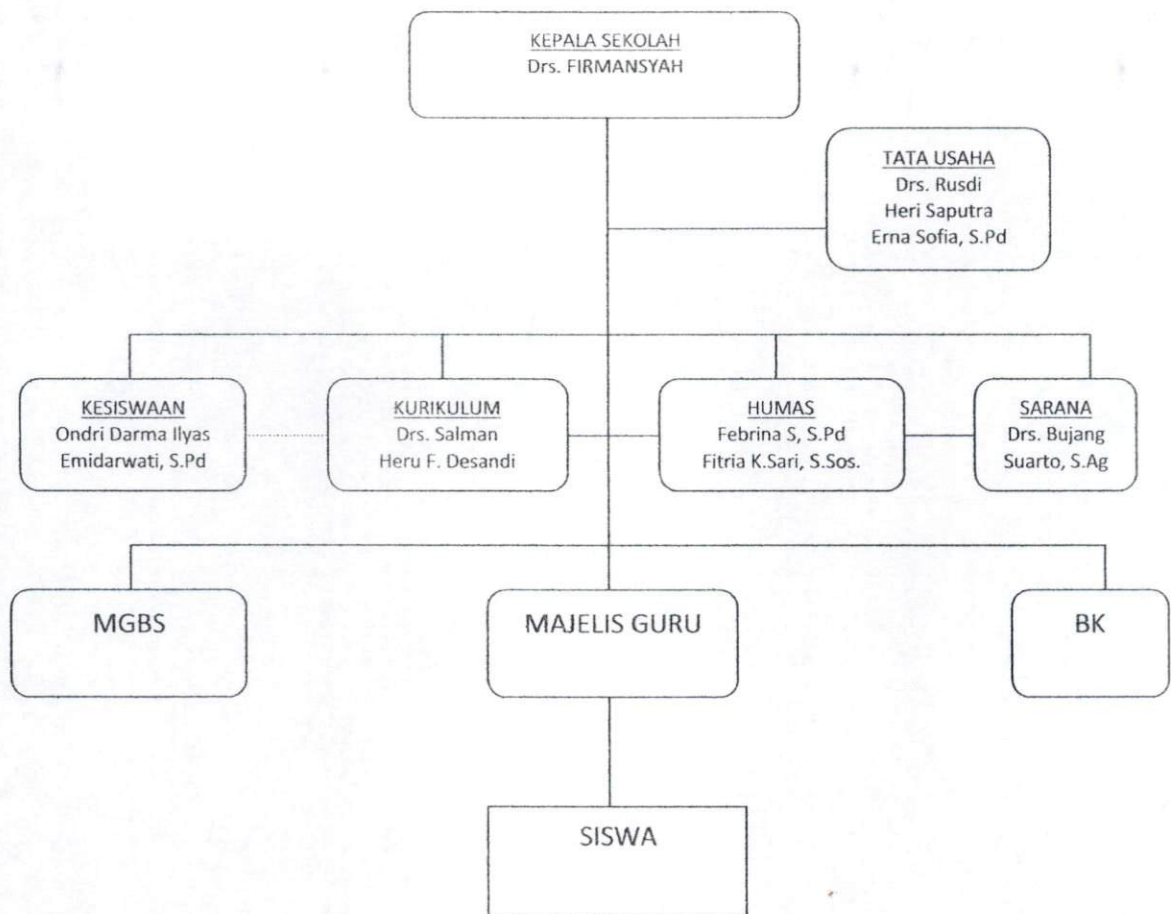 KEPALA SEKOLAH
Drs. FIRMANSYAH
TATA USAHA
Drs. Rusdi
Heri Saputra
Erna Sofia, S.Pd
KESISWAAN
Ondri Darma Ilyas
Emidarwati, S.Pd
KURIKULUM
Drs. Salman
Heru F. Desandi
HUMAS
Febrina S, S.Pd
Fitria K.Sari, S.Sos.
SARANA
Drs. Bujang
Suarto, S.Ag
MGBS
MAJELIS GURU
BK
SISWA